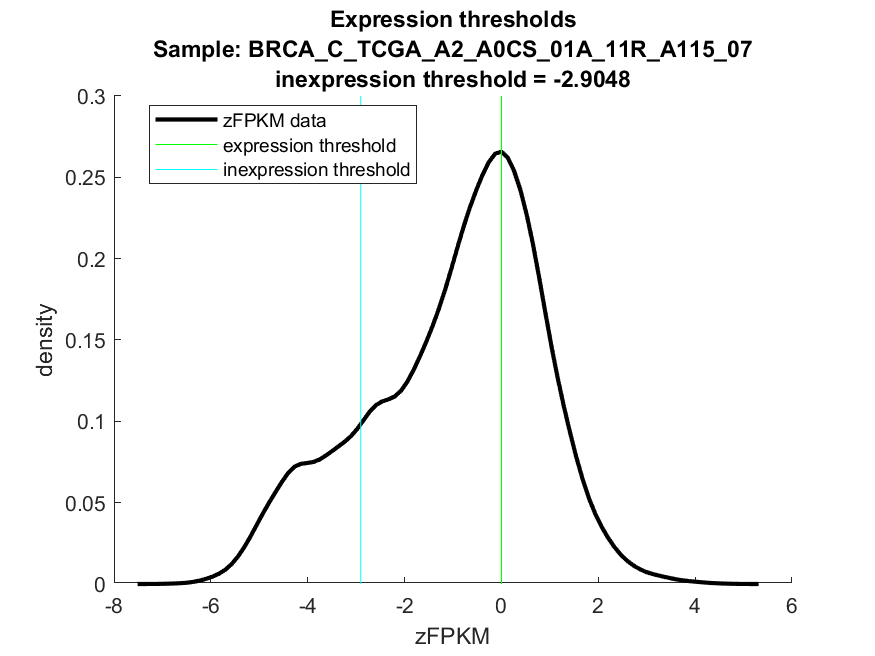 Expression thresholds
Sample: BRCA_C_TCGA_A2_A0CS_01A_11R_A115_07
inexpression threshold = -2.9048
0.3
0.25
0.2
0.15
0.1
0.05
0
density
zFPKM data
expression threshold
inexpression threshold
-8 -6 -4 -2 0 2 4 6
zFPKM